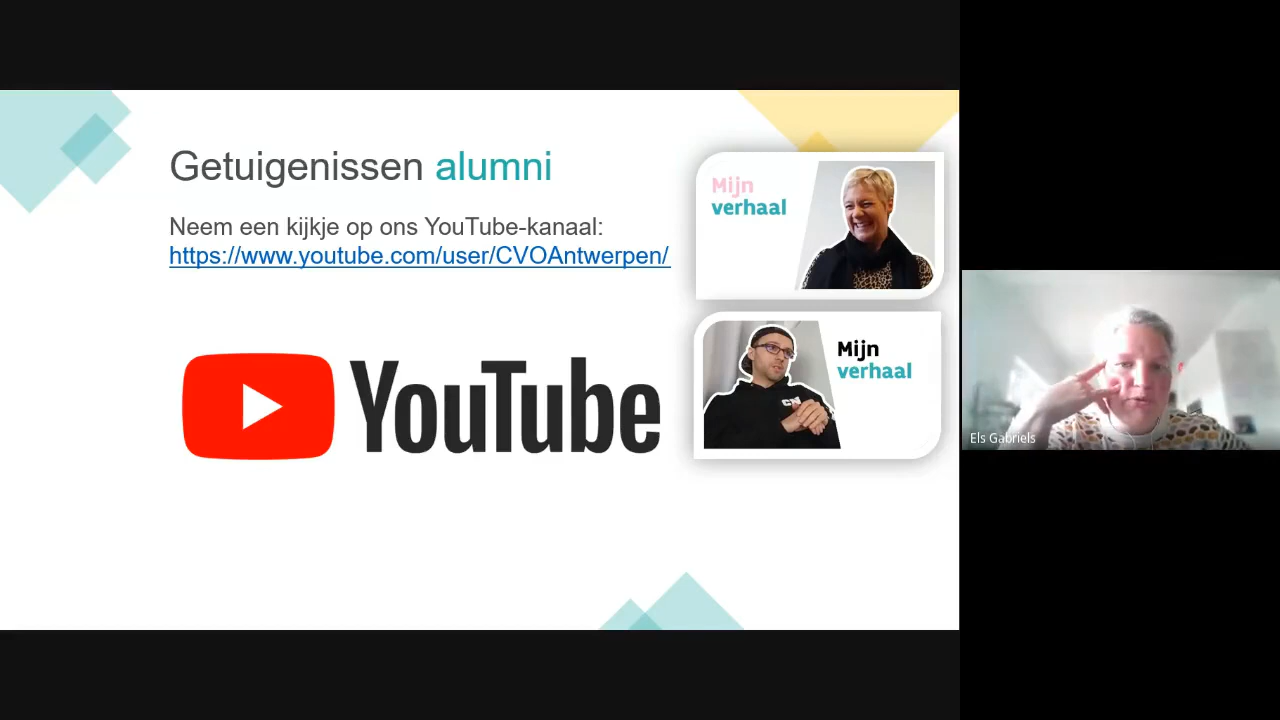 Getuigenissen alumni
Neem een kijkje op ons YouTube-kanaal:
https://www.youtube.com/user/CVOAntwerpen/
YouTube
Mijn
verhaal
Mijn
verhaal
Els Gabriels